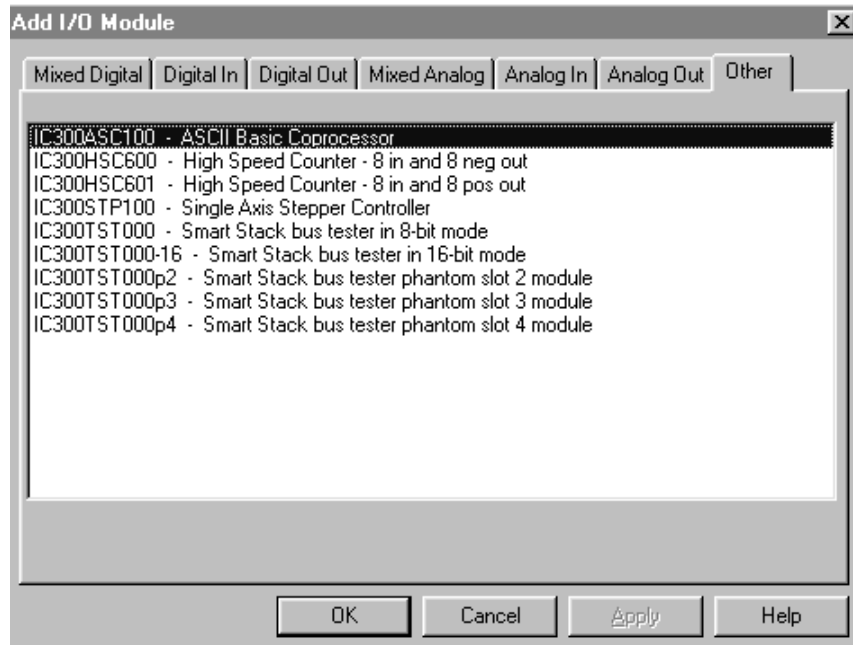 Add I/O Module
Mixed Digital Digital In Digital Out Mixed Analog Analog In Analog Out Other
IC300ASC100 - ASCII Basic Coprocessor
IC300HSC600 - High Speed Counter - 8 in and 8 neg out
IC300HSC601 - High Speed Counter - 8 in and 8 pos out
IC300STP100 - Single Axis Stepper Controller
IC300TST000 - Smart Stack bus tester in 8-bit mode
IC300TST000-16 - Smart Stack bus tester in 16-bit mode
IC300TST000p2 - Smart Stack bus tester phantom slot 2 module
IC300TST000p3 - Smart Stack bus tester phantom slot 3 module
IC300TST000p4 - Smart Stack bus tester phantom slot 4 module
OK Cancel Apply Help